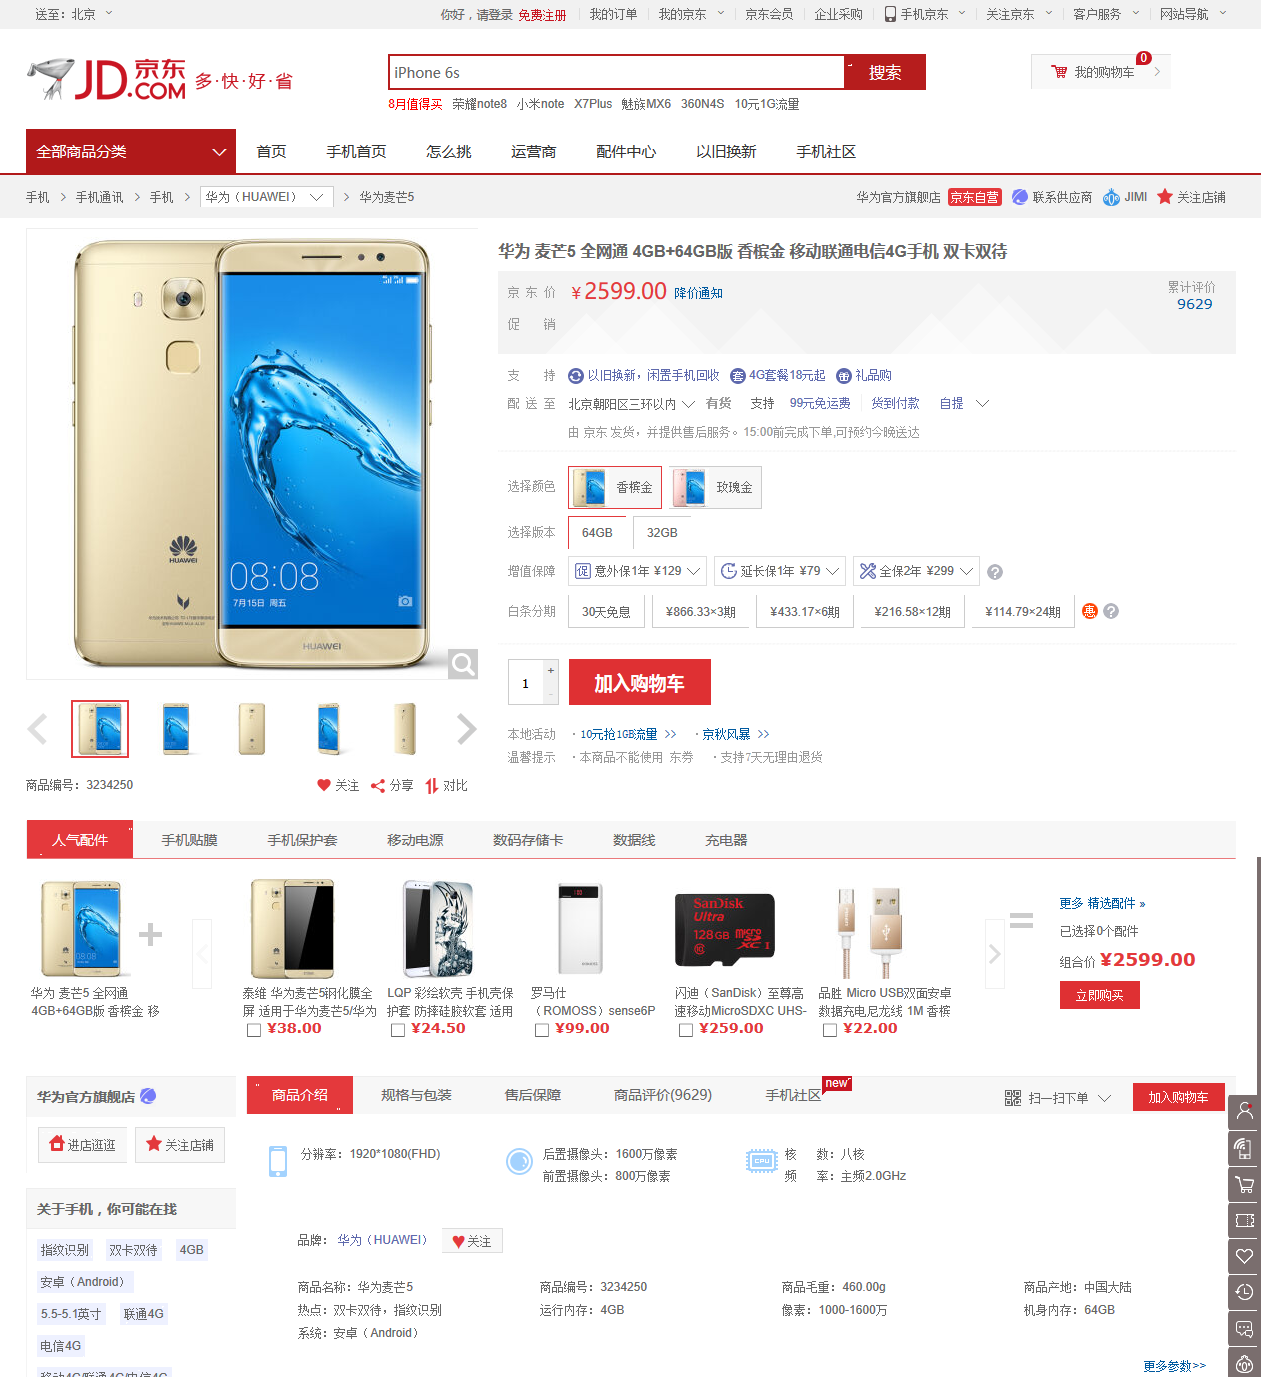 送至：北京
你好，请登录 免费注册 我的订单 我的京东 京东会员 企业采购 手机京东 关注京东 客户服务 网站导航
JD 京东
.COM
多·快·好·省
iPhone 6s
搜索
我的购物车
0
8月值得买 荣耀note8 小米note X7Plus 魅族MX6 360N4S 10元1G流量
全部商品分类 首页 手机首页 怎么挑 运营商 配件中心 以旧换新 手机社区
手机 > 手机通讯 > 手机 > 华为（HUAWEI） > 华为麦芒5
华为官方旗舰店 京东自营 联系供应商 JIMI 关注店铺
华为 麦芒5 全网通 4GB+64GB版 香槟金 移动联通电信4G手机 双卡双待
京东价 ￥2599.00 降价通知
累计评价
9629
促销
支持 以旧换新，闲置手机回收 套 4G套餐18元起 礼品购
配送至 北京朝阳区三环以内 有货 支持 99元免运费 货到付款 自提
由 京东 发货，并提供售后服务。15:00前完成下单,可预约今晚送达
选择颜色 香槟金 玫瑰金
选择版本 64GB 32GB
增值保障 意外保1年 ¥129 延长保1年 ¥79 全保2年 ¥299 ?
白条分期 30天免息 ¥866.33×3期 ¥433.17×6期 ¥216.58×12期 ¥114.79×24期 惠 ?
1
+
-
加入购物车
本地活动 ·10元抢1GB流量 >> ·京秋风暴 >>
温馨提示 ·本商品不能使用 东券 ·支持7天无理由退货
HUAWEI
08:08
7月15日 周五
HUAWEI
商品编号：3234250
关注 分享 对比
人气配件 手机贴膜 手机保护套 移动电源 数码存储卡 数据线 充电器
SanDisk
Ultra
128GB
micro
XC I
华为 麦芒5 全网通
4GB+64GB版 香槟金 移
泰维 华为麦芒5钢化膜全
屏 适用于华为麦芒5/华为
¥38.00
LQP 彩绘软壳 手机壳保
护套 防摔硅胶软套 适用
¥24.50
罗马仕
（ROMOSS）sense6P
¥99.00
闪迪（SanDisk）至尊高
速移动MicroSDXC UHS-
¥259.00
品胜 Micro USB双面安卓
数据充电尼龙线 1M 香槟
¥22.00
更多 精选配件 »
已选择0个配件
组合价 ¥2599.00
立即购买
华为官方旗舰店
进店逛逛 关注店铺
关于手机，你可能在找
指纹识别 双卡双待 4GB
安卓（Android）
5.5-5.1英寸 联通4G
电信4G
移动4G/联通4G/电信4G
商品介绍 规格与包装 售后保障 商品评价(9629) 手机社区 new
扫一扫下单
加入购物车
分辨率：1920*1080(FHD)
后置摄像头：1600万像素
前置摄像头：800万像素
CPU
核 数：八核
频 率：主频2.0GHz
品牌： 华为（HUAWEI） 关注
商品名称：华为麦芒5 商品编号：3234250 商品毛重：460.00g 商品产地：中国大陆
热点：双卡双待，指纹识别 运行内存：4GB 像素：1000-1600万 机身内存：64GB
系统：安卓（Android）
更多参数>>